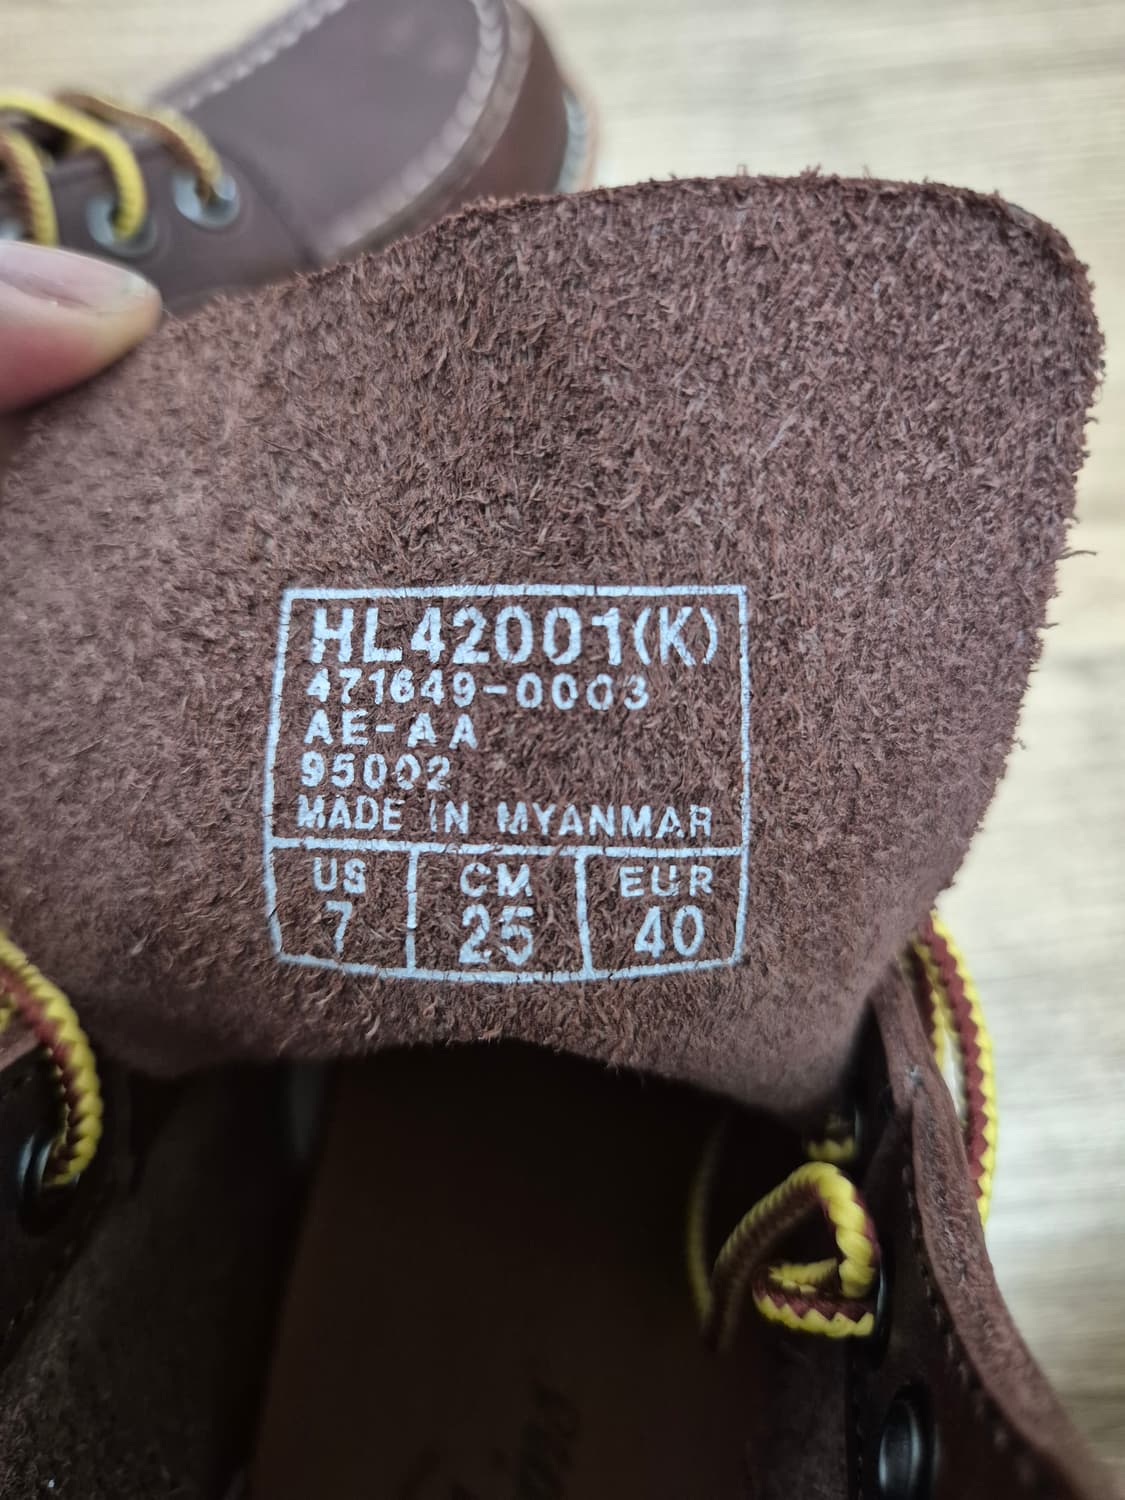 HL42001(K)
471649-0003
AE-AA
95002
MADE IN MYANMAR
US CM EUR
7 25 40